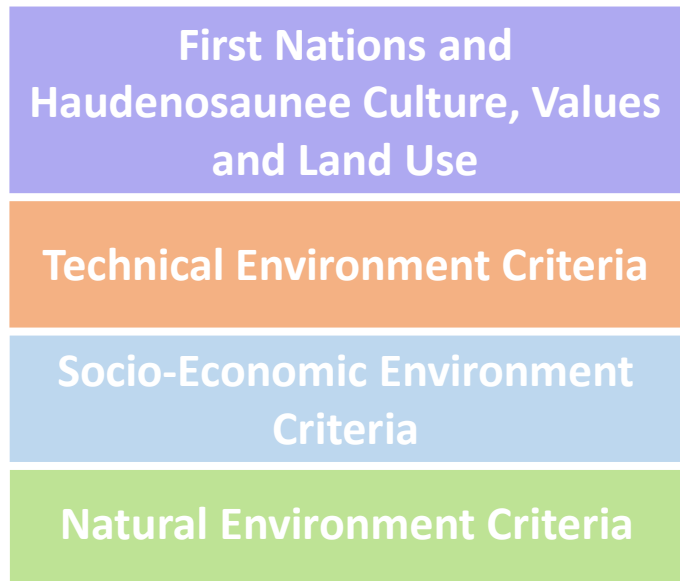 First Nations and
Haudenosaunee Culture, Values
and Land Use
Technical Environment Criteria
Socio-Economic Environment
Criteria
Natural Environment Criteria